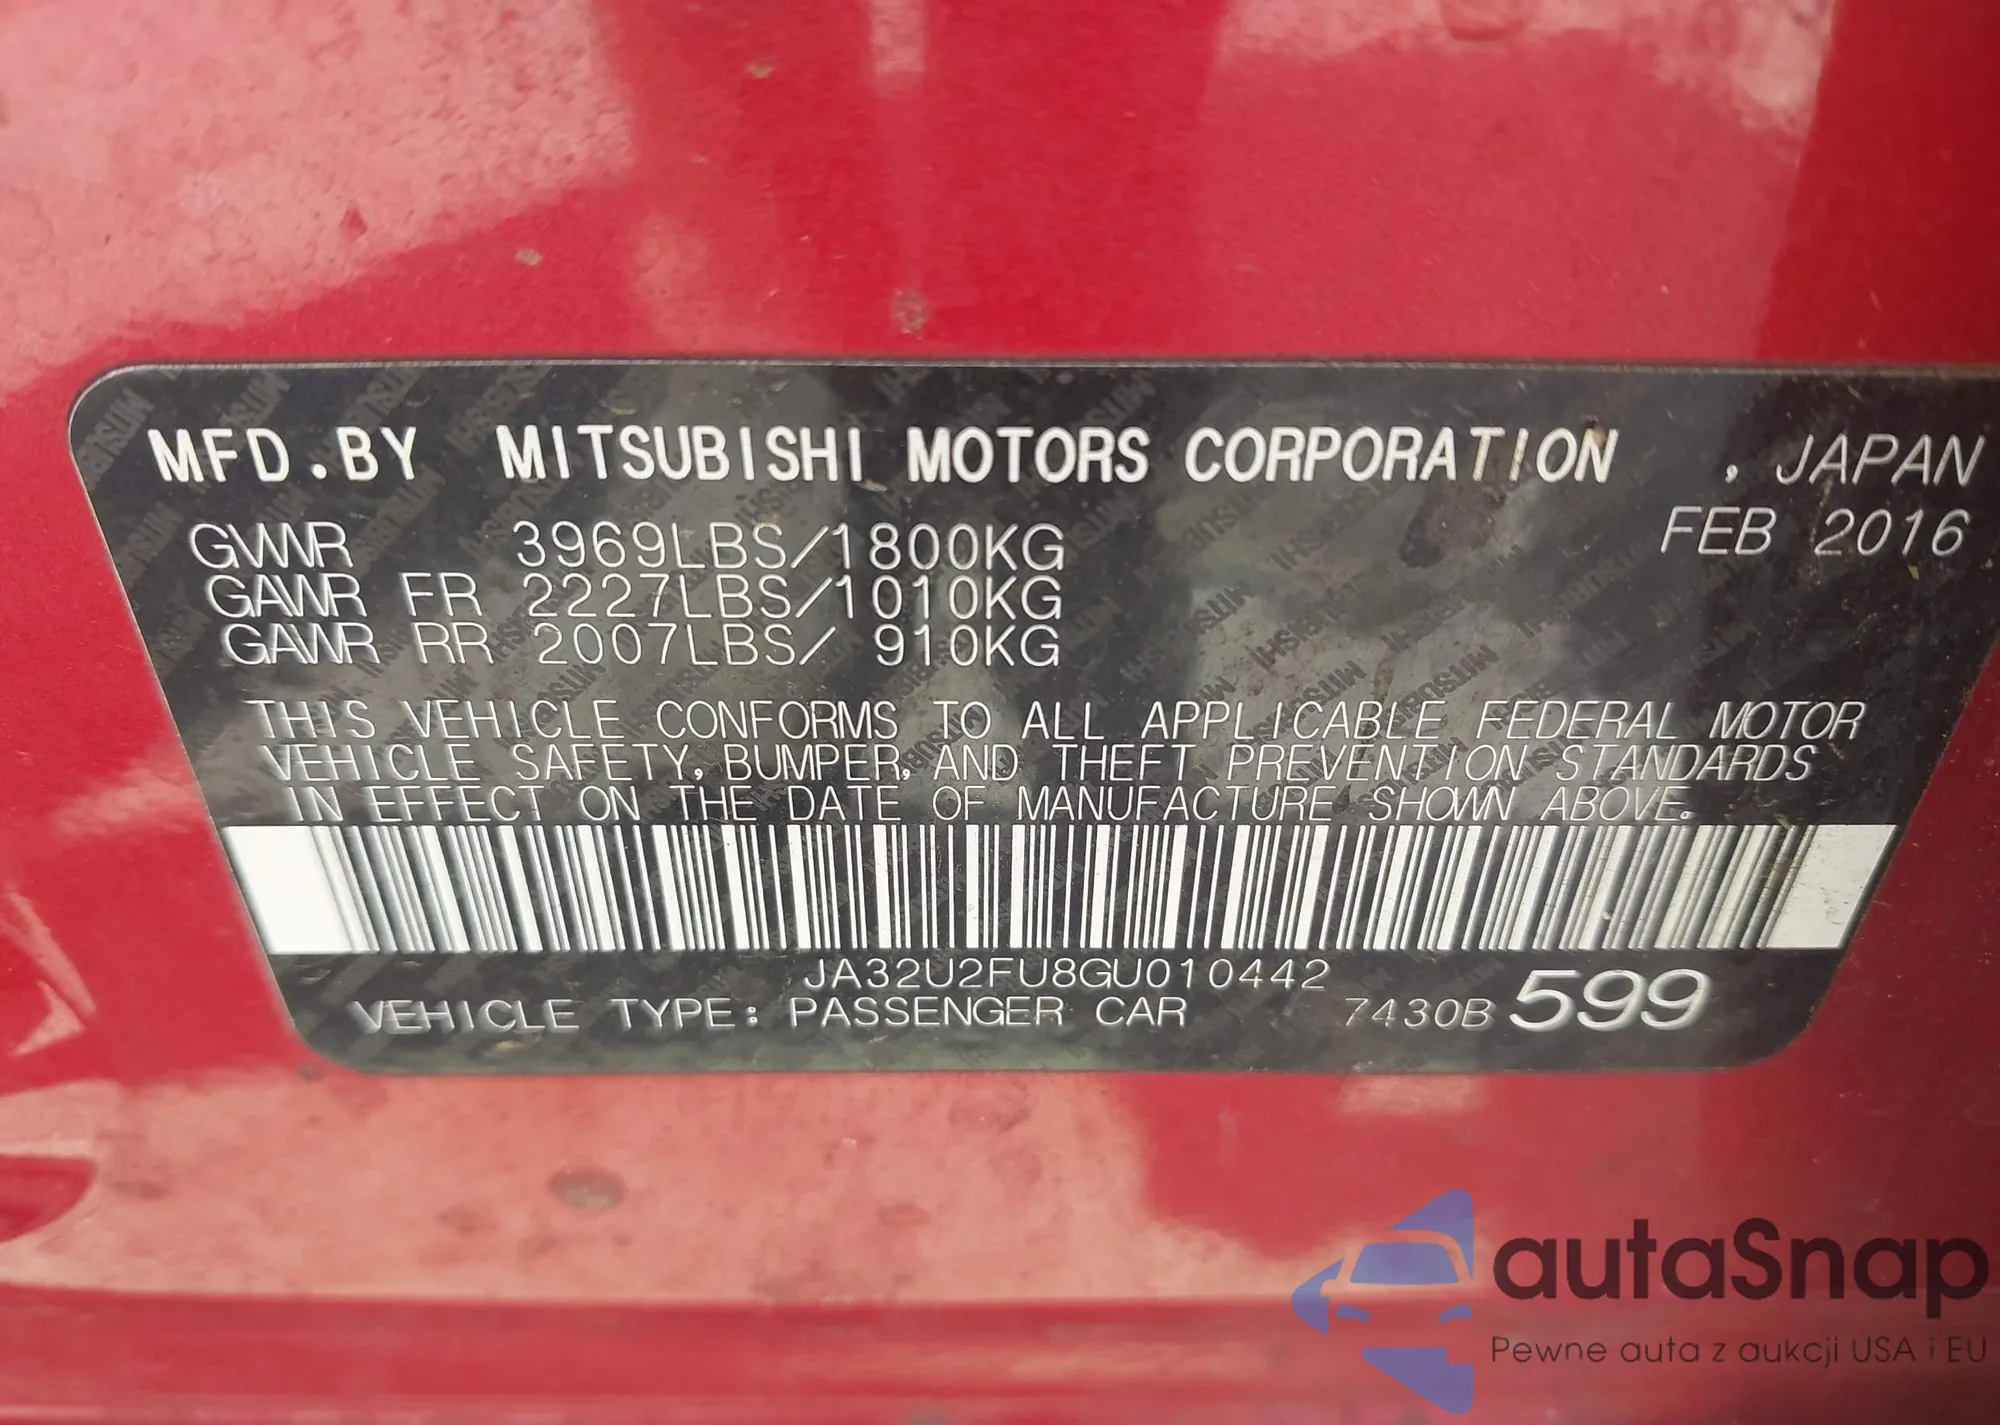 MFD.BY MITSUBISHI MOTORS CORPORATION , JAPAN
FEB 2016
GVWR 3969LBS/1800KG
GAWR FR 2227LBS/1010KG
GAWR RR 2007LBS/ 910KG
THIS VEHICLE CONFORMS TO ALL APPLICABLE FEDERAL MOTOR
VEHICLE SAFETY, BUMPER, AND THEFT PREVENTION STANDARDS
IN EFFECT ON THE DATE OF MANUFACTURE SHOWN ABOVE.
JA32U2FU8GU010442
VEHICLE TYPE: PASSENGER CAR 7430B 599
autaSnap
Pewne auta z aukcji USA i EU